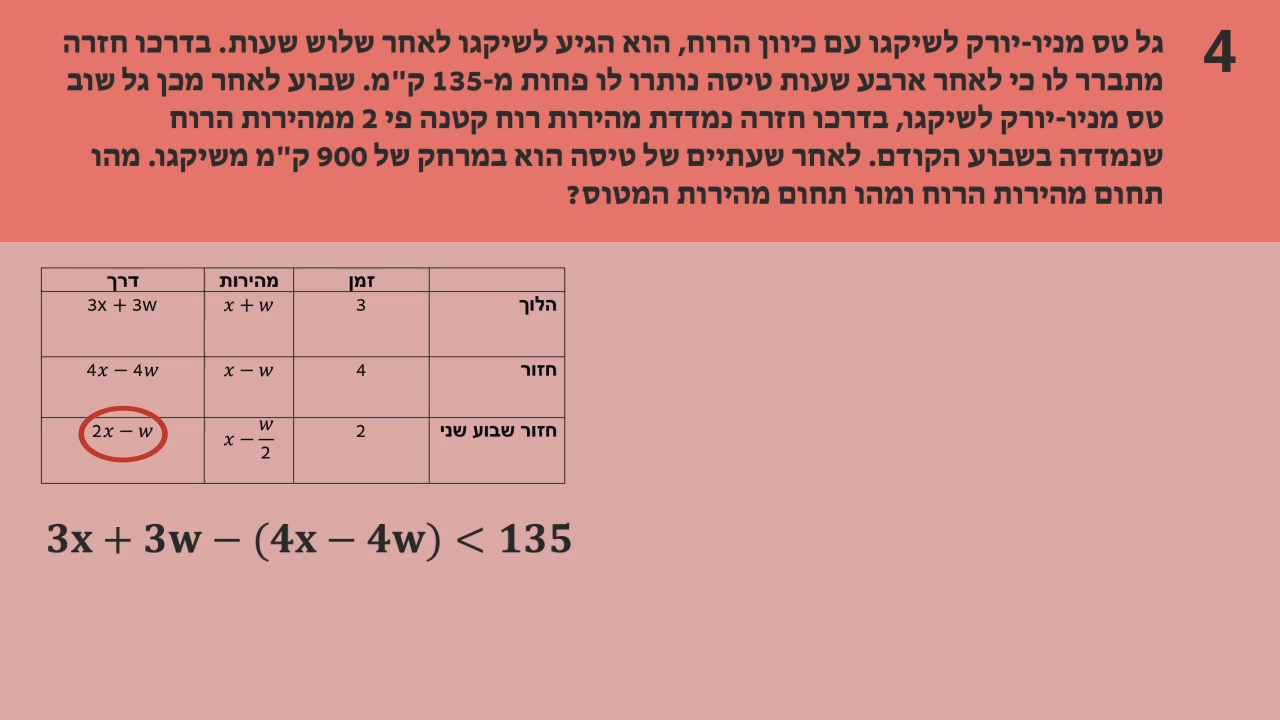 4
גל טס מניו-יורק לשיקגו עם כיוון הרוח, הוא הגיע לשיקגו לאחר שלוש שעות. בדרכו חזרה
מתברר לו כי לאחר ארבע שעות טיסה נותרו לו פחות מ-135 ק"מ. שבוע לאחר מכן גל שוב
טס מניו-יורק לשיקגו, בדרכו חזרה נמדדת מהירות רוח קטנה פי 2 ממהירות הרוח
שנמדדה בשבוע הקודם. לאחר שעתיים של טיסה הוא במרחק של 900 ק"מ משיקגו. מהו
תחום מהירות הרוח ומהו תחום מהירות המטוס?
זמן מהירות דרך
הלוך 3 x + w 3x + 3w
חזור 4 x − w 4x − 4w
חזור שבוע שני 2 x − w/2 2x − w
3x + 3w − (4x − 4w) < 135